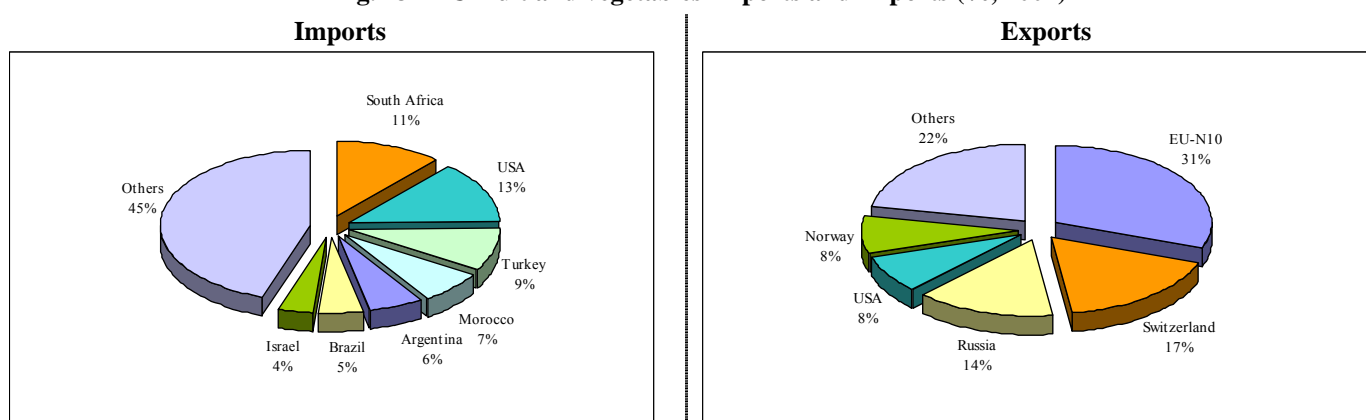 Imports
Exports
South Africa
11%
USA
13%
Turkey
9%
Morocco
7%
Argentina
6%
Brazil
5%
Israel
4%
Others
45%
EU-N10
31%
Switzerland
17%
Russia
14%
USA
8%
Norway
8%
Others
22%